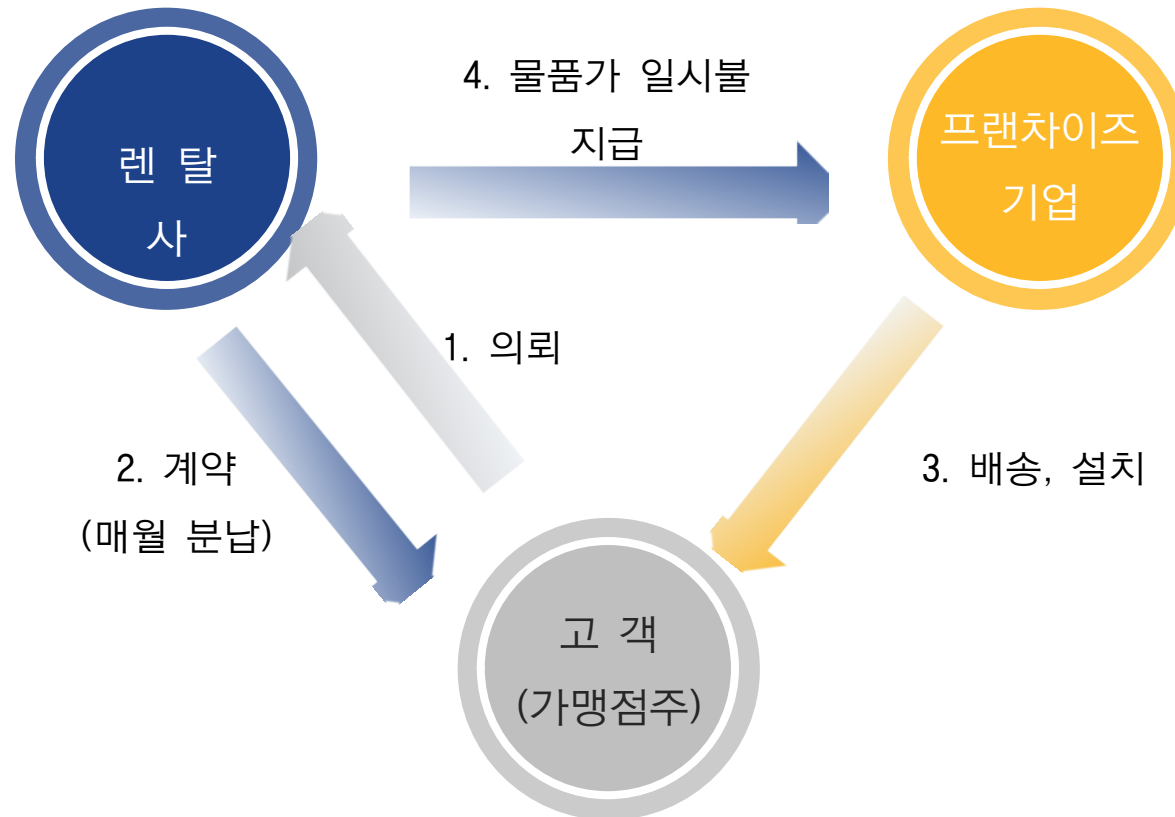 4. 물품가 일시불
지급
렌 탈
사
프랜차이즈
기업
1. 의뢰
2. 계약
(매월 분납)
3. 배송, 설치
고 객
(가맹점주)